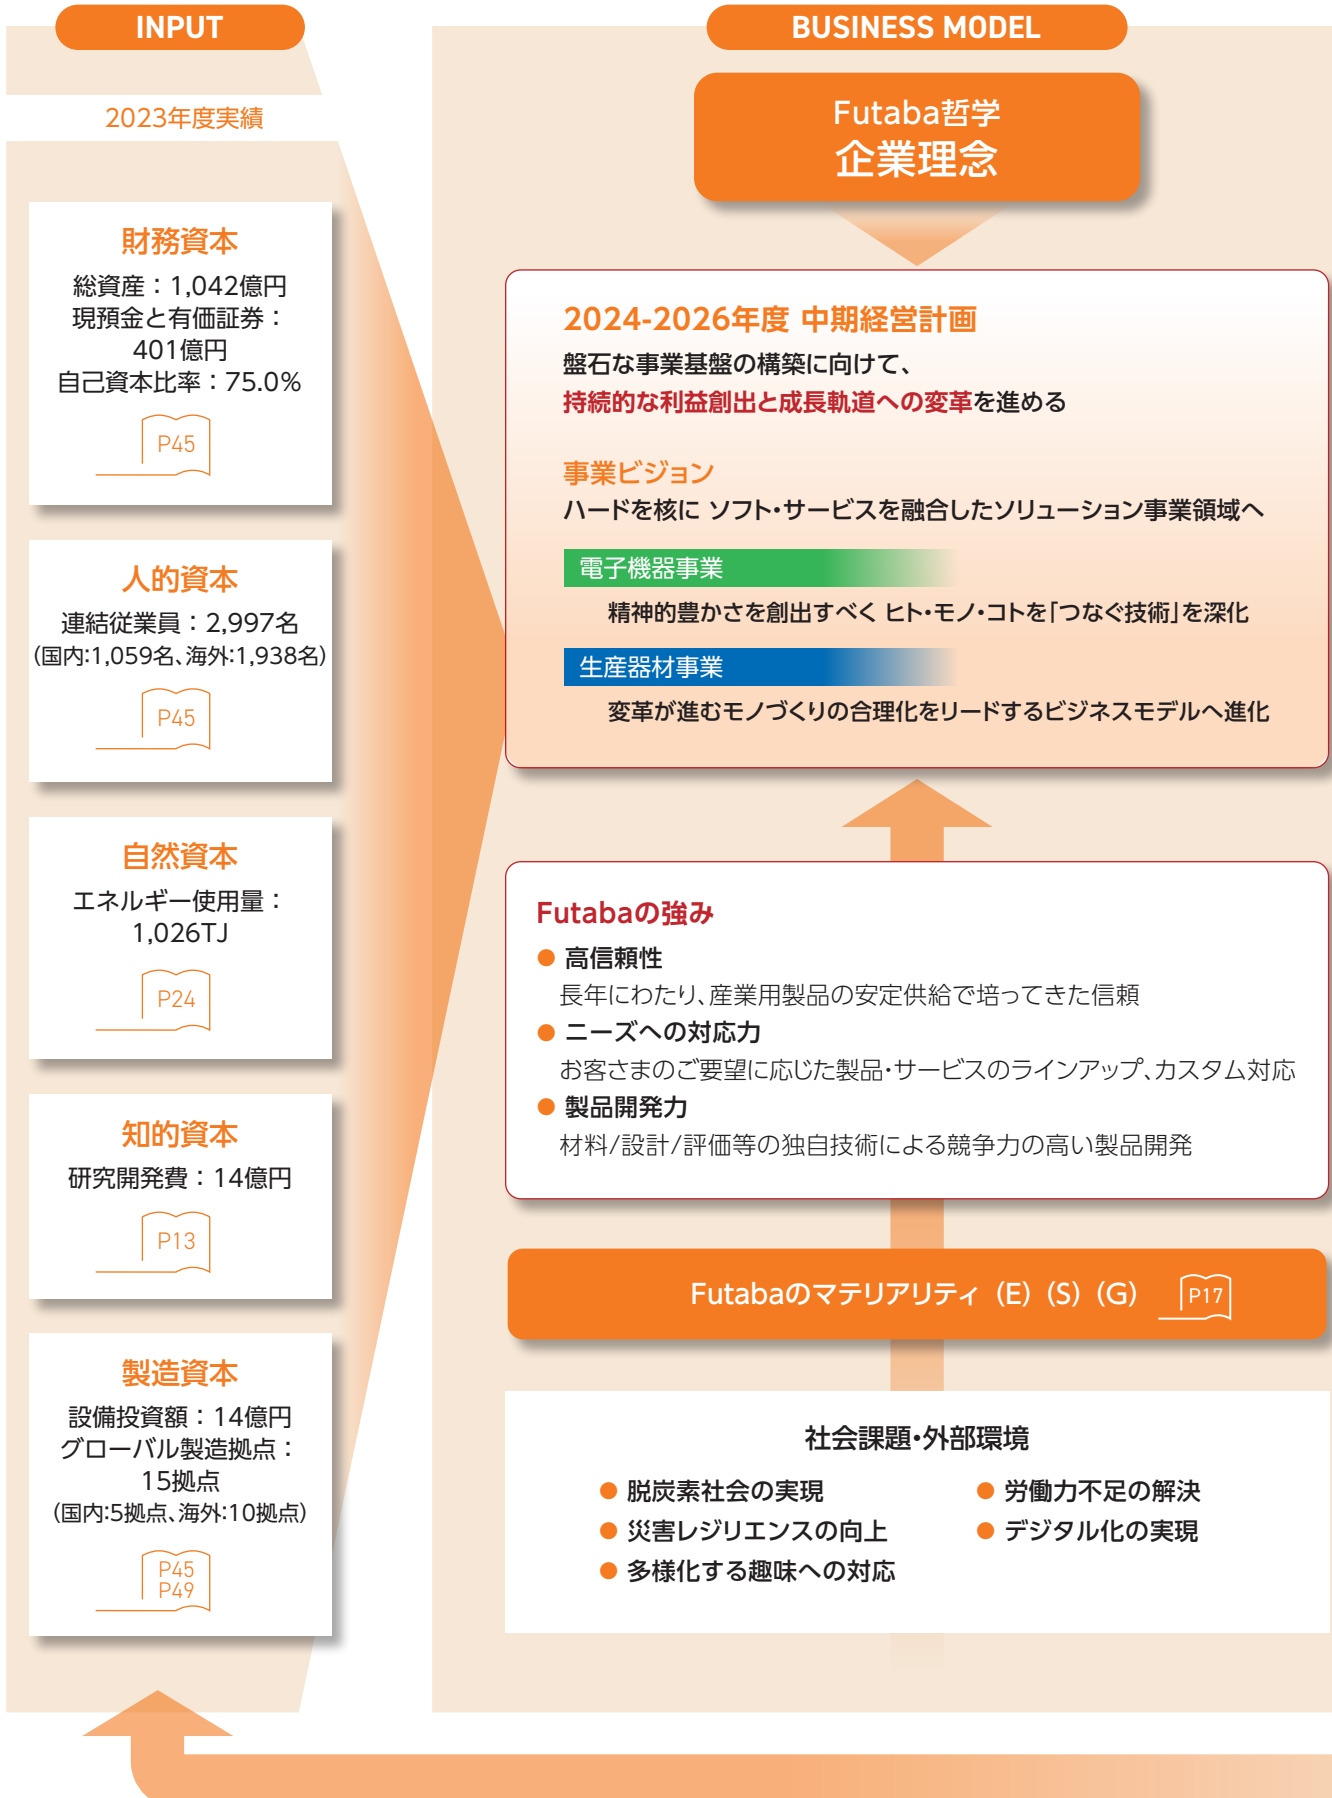 INPUT
2023年度実績
財務資本
総資産：1,042億円
現預金と有価証券：
401億円
自己資本比率：75.0%
P45
人的資本
連結従業員：2,997名
(国内:1,059名、海外:1,938名)
P45
自然資本
エネルギー使用量：
1,026TJ
P24
知的資本
研究開発費：14億円
P13
製造資本
設備投資額：14億円
グローバル製造拠点：
15拠点
(国内:5拠点、海外:10拠点)
P45
P49
BUSINESS MODEL
Futaba哲学
企業理念
2024-2026年度 中期経営計画
盤石な事業基盤の構築に向けて、
持続的な利益創出と成長軌道への変革を進める
事業ビジョン
ハードを核に ソフト・サービスを融合したソリューション事業領域へ
電子機器事業
精神的豊かさを創出すべく ヒト・モノ・コトを「つなぐ技術」を深化
生産器材事業
変革が進むモノづくりの合理化をリードするビジネスモデルへ進化
Futabaの強み
● 高信頼性
長年にわたり、産業用製品の安定供給で培ってきた信頼
● ニーズへの対応力
お客さまのご要望に応じた製品・サービスのラインアップ、カスタム対応
● 製品開発力
材料/設計/評価等の独自技術による競争力の高い製品開発
Futabaのマテリアリティ (E) (S) (G) P17
社会課題・外部環境
● 脱炭素社会の実現
● 災害レジリエンスの向上
● 多様化する趣味への対応
● 労働力不足の解決
● デジタル化の実現